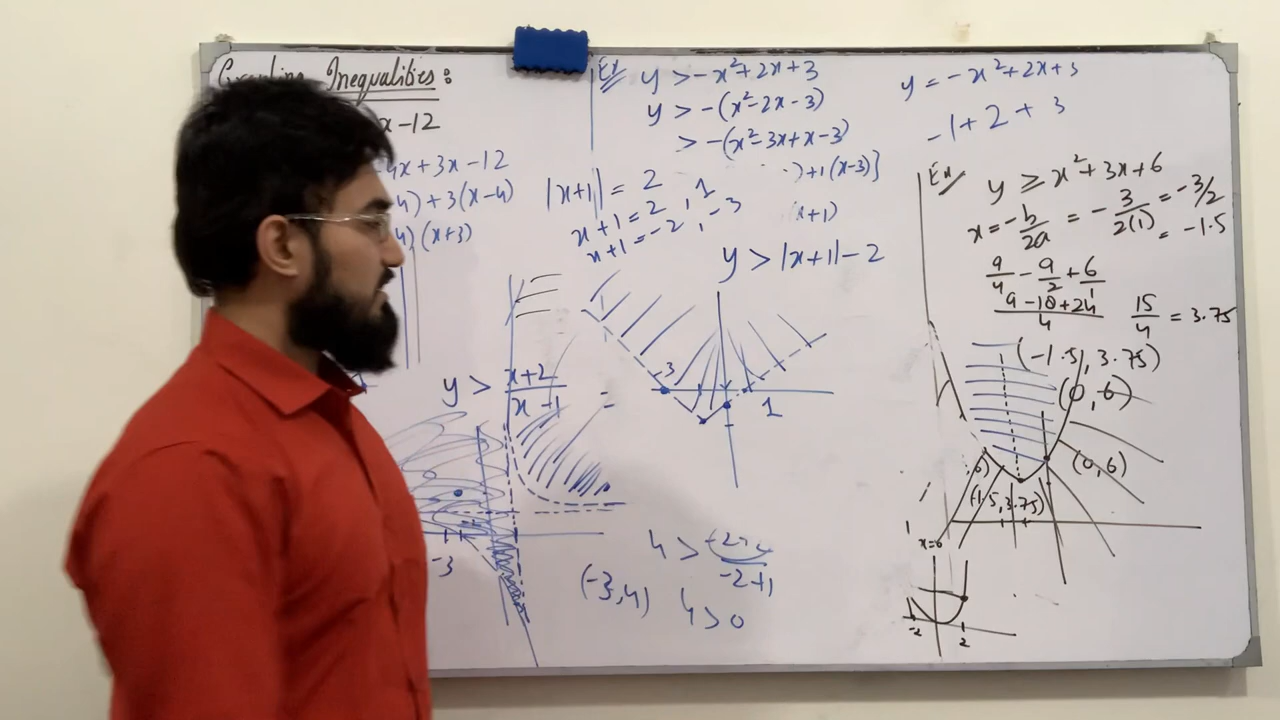 Inequalities:
x-12
4x+3x-12
4)+3(x-4)
4)(x+3)
Ex y>-x²+2x+3
y>-(x²-2x-3)
>-(x²-3x+x-3)
)+1(x-3)]
(x+1)
|x+1|=2
x+1=2, 1
x+1=-2, -3
y>|x+1|-2
-3
1
y> x+2/x-1
-3
-2+1
(-3,4) 4>0
y=-x²+2x+3
-1+2+3
Ex y≥x²+3x+6
x=-b/2a = -3/2(1) = -3/2
= -1.5
9/4 - 9/2 + 6/1
9-18+24/4
15/4 = 3.75
(-1.5, 3.75)
(0,6)
(0,6)
(-1.5, 3.75)
x=0
-2
2